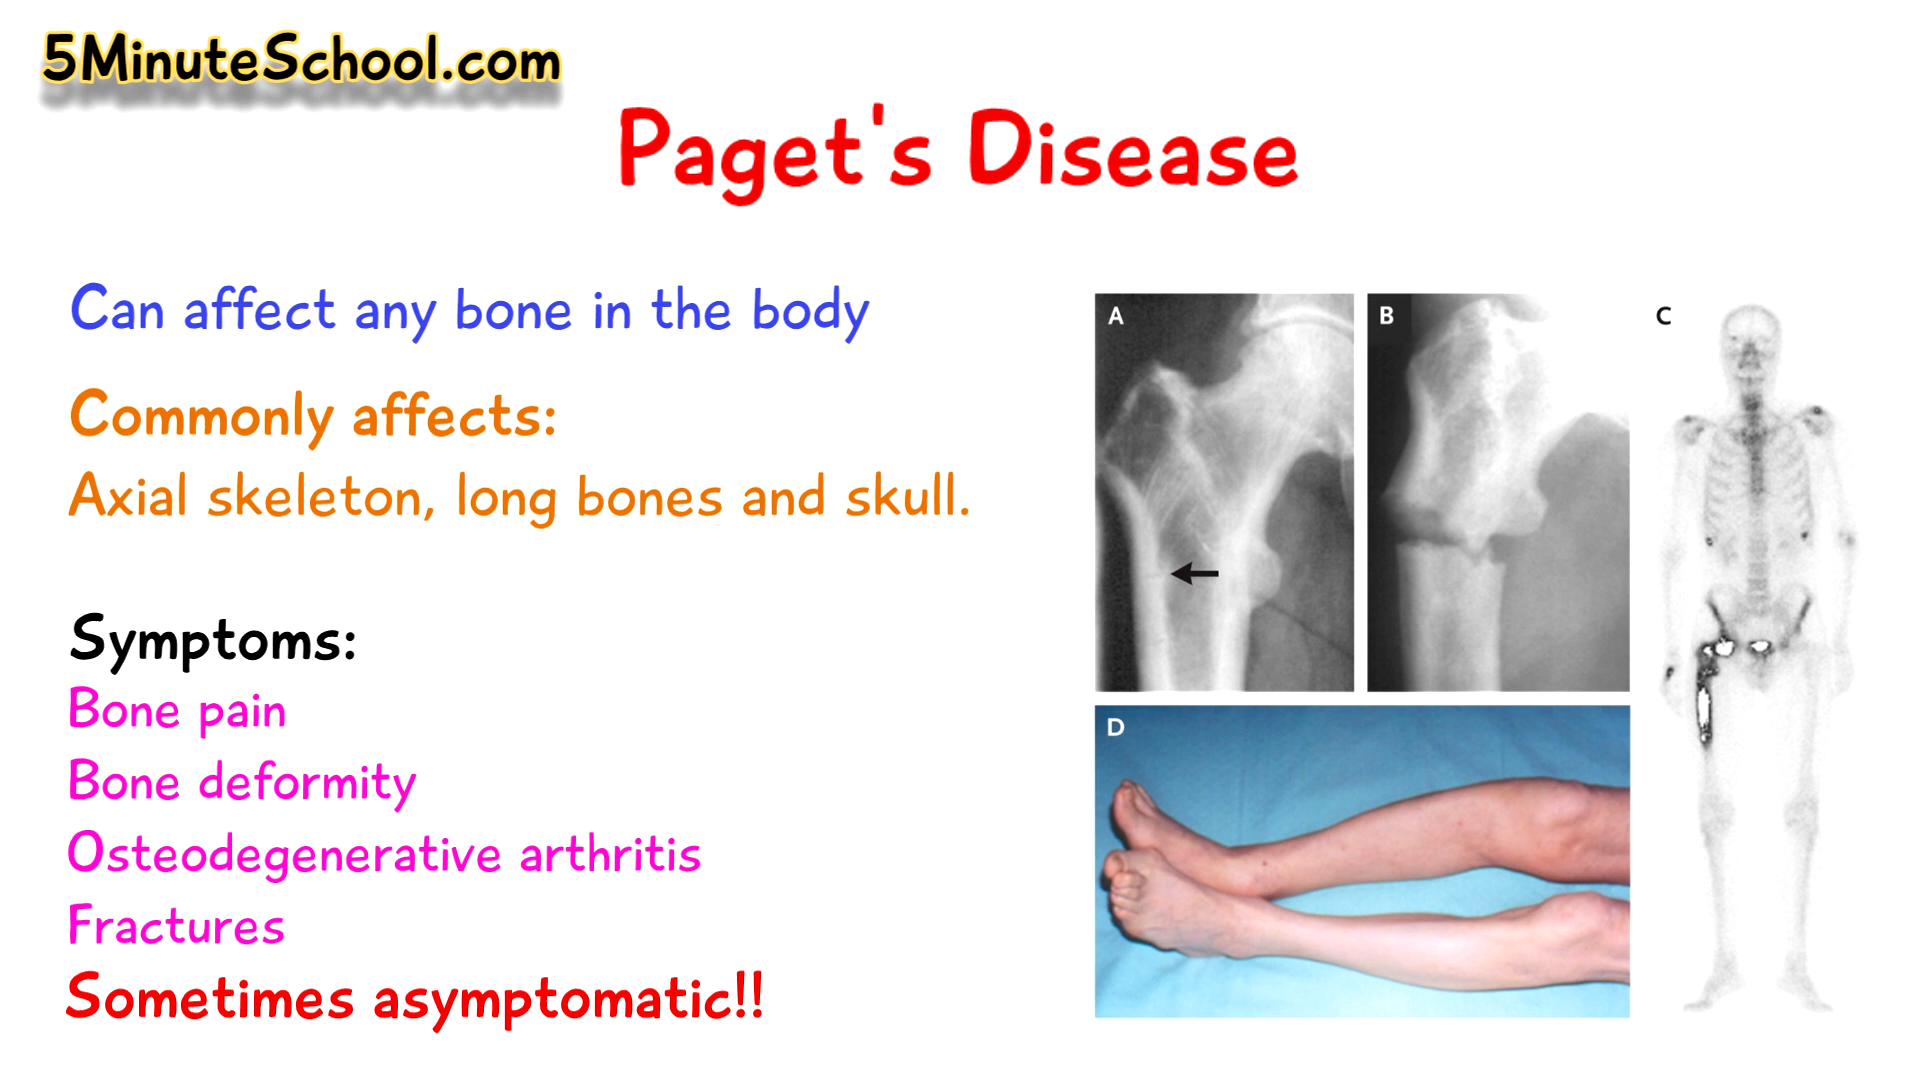 5MinuteSchool.com
Paget's Disease
Can affect any bone in the body
Commonly affects:
Axial skeleton, long bones and skull.
Symptoms:
Bone pain
Bone deformity
Osteodegenerative arthritis
Fractures
Sometimes asymptomatic!!
A
B
C
D